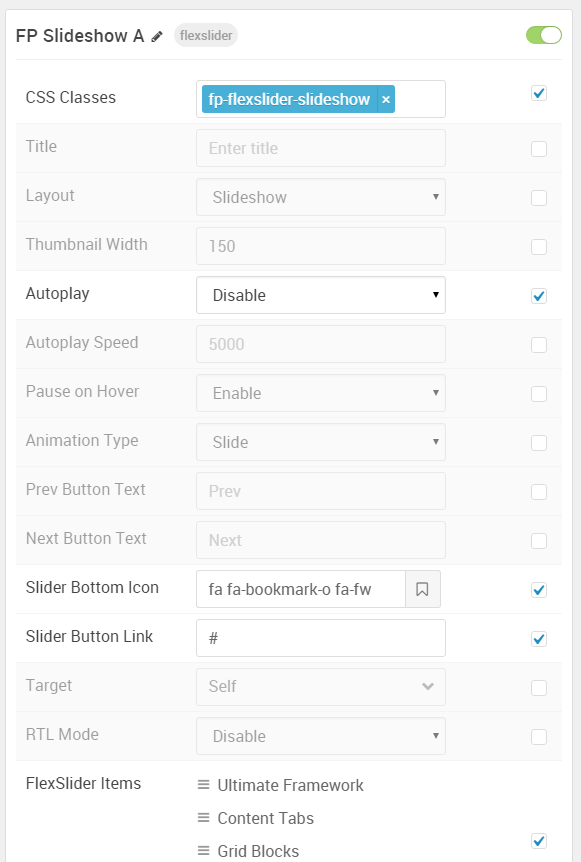 FP Slideshow A flexslider
CSS Classes fp-flexslider-slideshow ×
Title Enter title
Layout Slideshow
Thumbnail Width 150
Autoplay Disable
Autoplay Speed 5000
Pause on Hover Enable
Animation Type Slide
Prev Button Text Prev
Next Button Text Next
Slider Bottom Icon fa fa-bookmark-o fa-fw
Slider Button Link #
Target Self
RTL Mode Disable
FlexSlider Items Ultimate Framework
Content Tabs
Grid Blocks